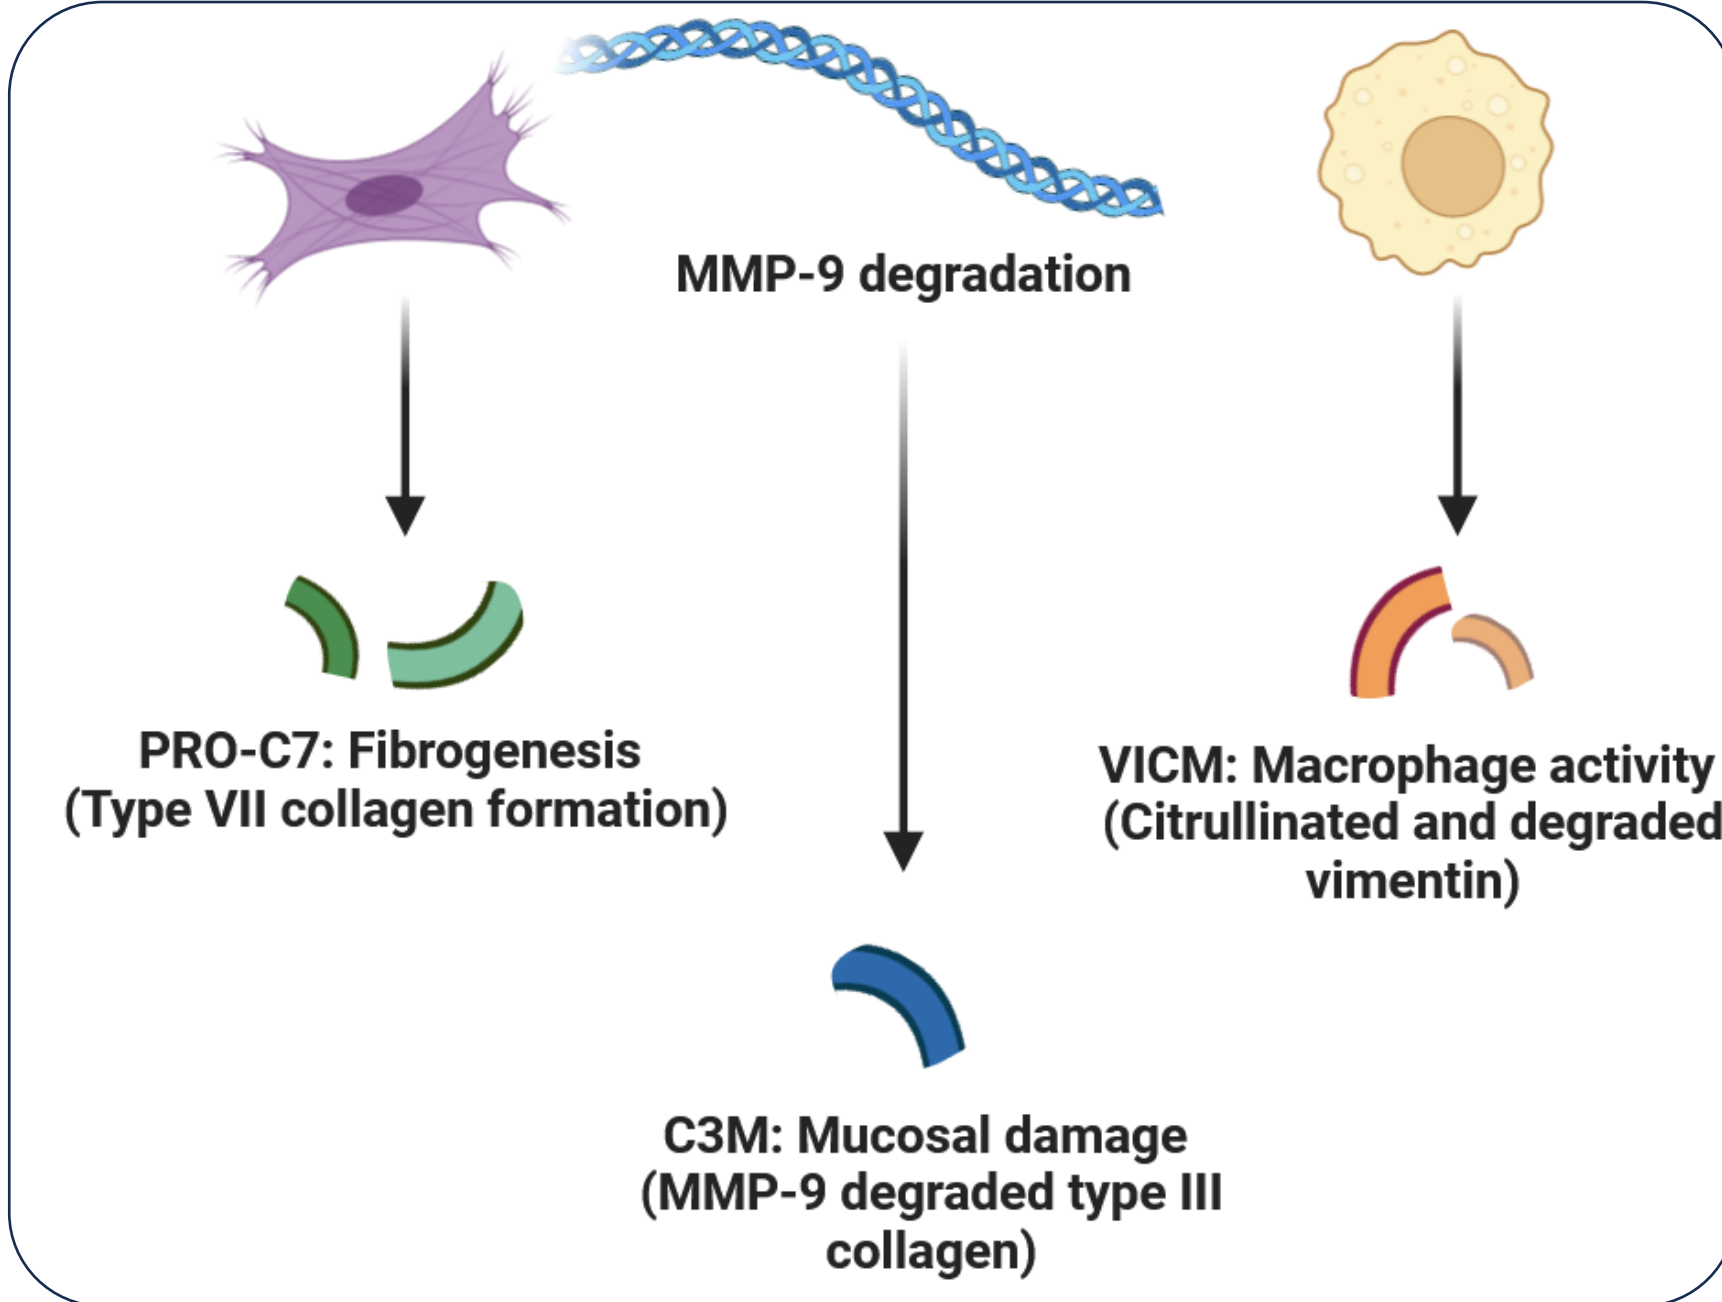 MMP-9 degradation
PRO-C7: Fibrogenesis
(Type VII collagen formation)
VICM: Macrophage activity
(Citrullinated and degraded
vimentin)
C3M: Mucosal damage
(MMP-9 degraded type III
collagen)